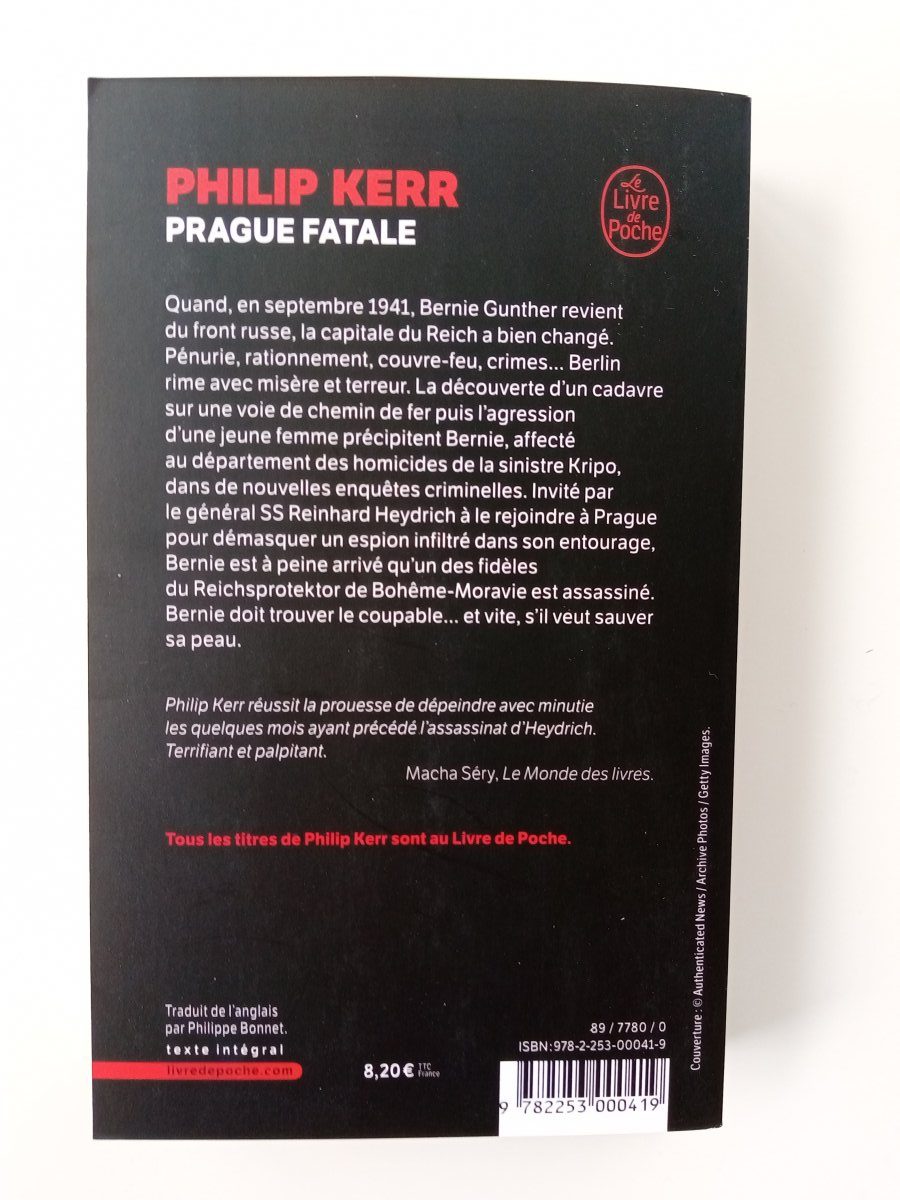 PHILIP KERR
PRAGUE FATALE
Le
Livre
de
Poche
Quand, en septembre 1941, Bernie Gunther revient
du front russe, la capitale du Reich a bien changé.
Pénurie, rationnement, couvre-feu, crimes... Berlin
rime avec misère et terreur. La découverte d'un cadavre
sur une voie de chemin de fer puis l'agression
d'une jeune femme précipitent Bernie, affecté
au département des homicides de la sinistre Kripo,
dans de nouvelles enquêtes criminelles. Invité par
le général SS Reinhard Heydrich à le rejoindre à Prague
pour démasquer un espion infiltré dans son entourage,
Bernie est à peine arrivé qu'un des fidèles
du Reichsprotektor de Bohême-Moravie est assassiné.
Bernie doit trouver le coupable... et vite, s'il veut sauver
sa peau.
Philip Kerr réussit la prouesse de dépeindre avec minutie
les quelques mois ayant précédé l'assassinat d'Heydrich.
Terrifiant et palpitant.
Macha Séry, Le Monde des livres.
Tous les titres de Philip Kerr sont au Livre de Poche.
Couverture : © Authenticated News / Archive Photos / Getty Images.
Traduit de l'anglais
par Philippe Bonnet.
texte intégral
livredepoche.com
8,20 € TTC
France
89 / 7780 / 0
ISBN : 978-2-253-00041-9
9 782253 000419